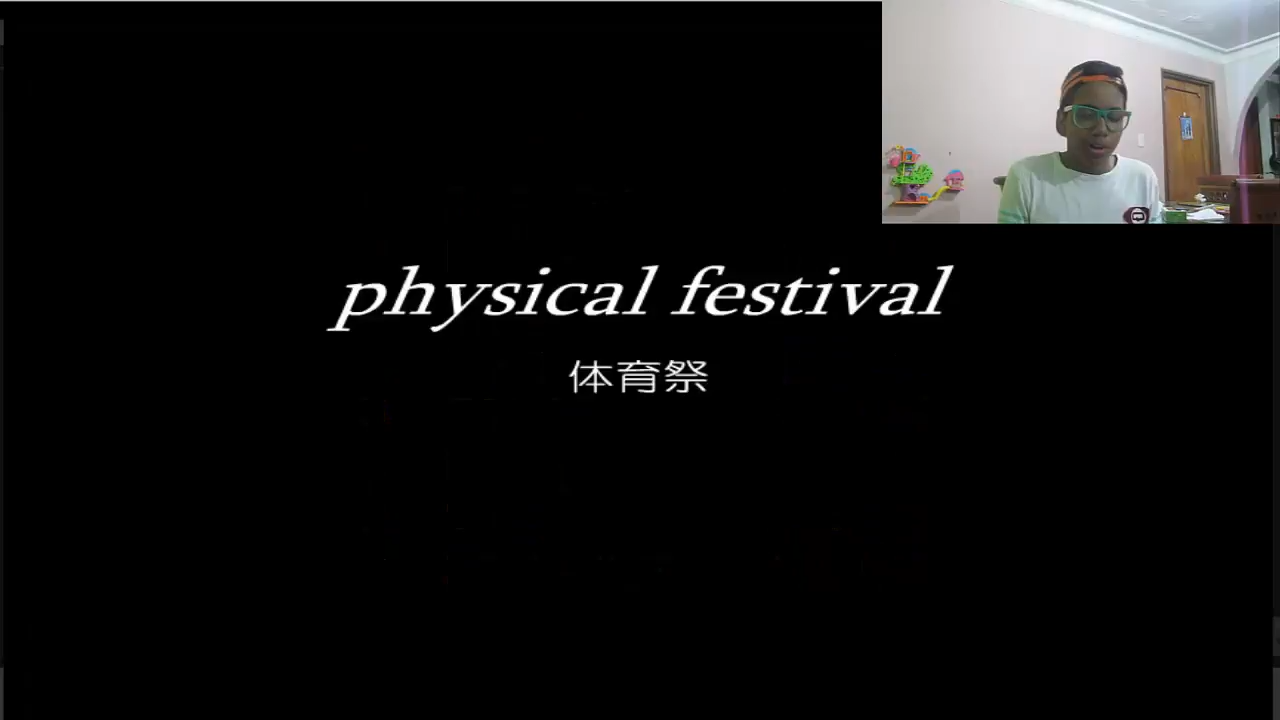 physical festival
体育祭